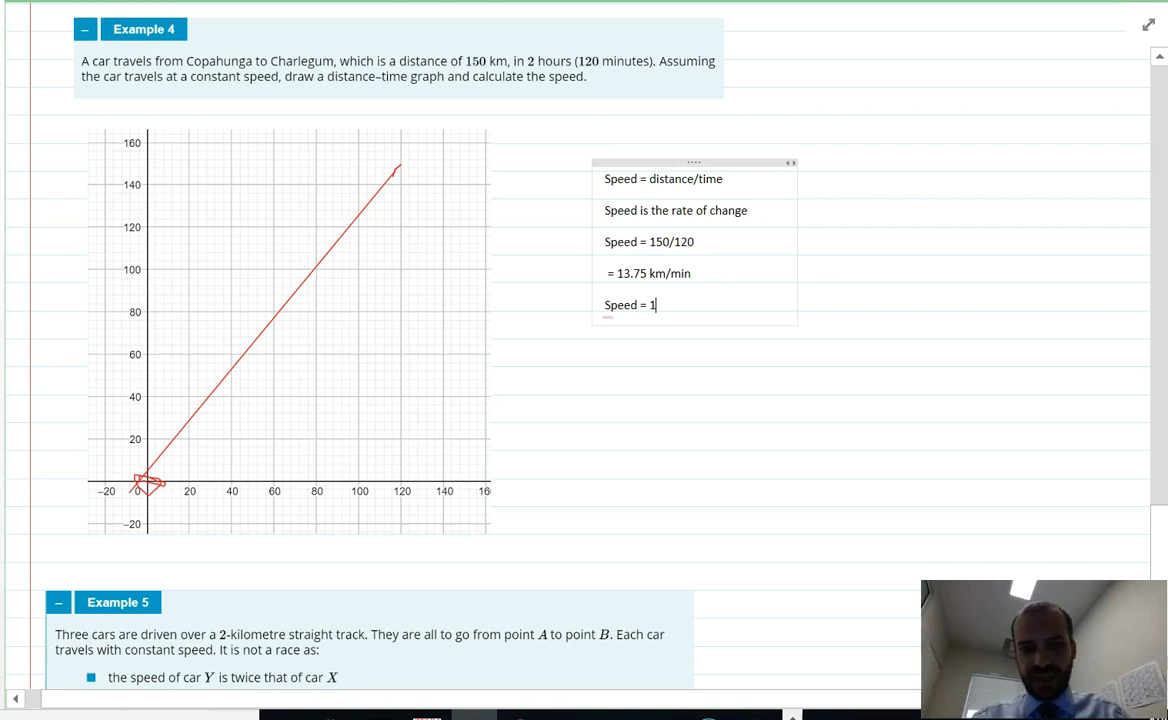 Example 4
A car travels from Copahunga to Charlegum, which is a distance of 150 km, in 2 hours (120 minutes). Assuming
the car travels at a constant speed, draw a distance–time graph and calculate the speed.
160
140
120
100
80
60
40
20
−20 0 20 40 60 80 100 120 140 16
−20
Speed = distance/time
Speed is the rate of change
Speed = 150/120
= 13.75 km/min
Speed = 1
Example 5
Three cars are driven over a 2-kilometre straight track. They are all to go from point A to point B. Each car
travels with constant speed. It is not a race as:
the speed of car Y is twice that of car X